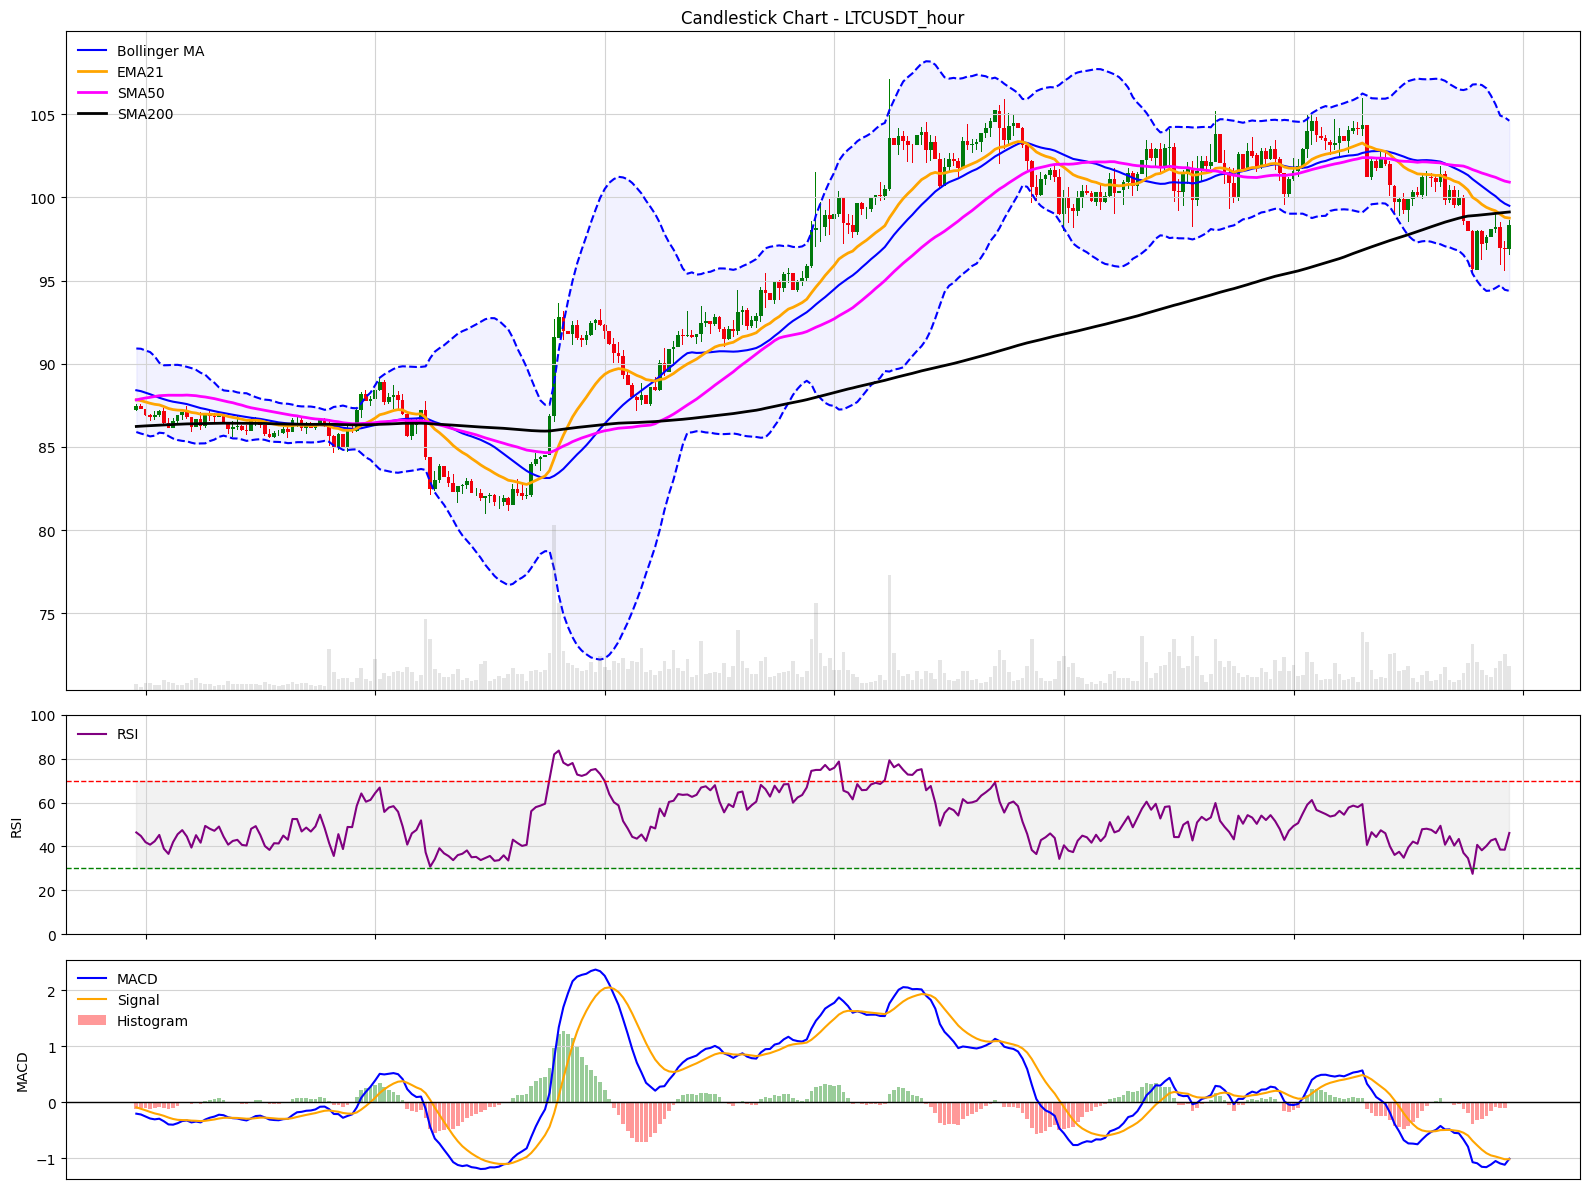 Candlestick Chart - LTCUSDT_hour
Bollinger MA
EMA21
SMA50
SMA200
105
100
95
90
85
80
75
RSI
100
80
60
40
20
0
RSI
MACD
Signal
Histogram
2
1
0
−1
MACD